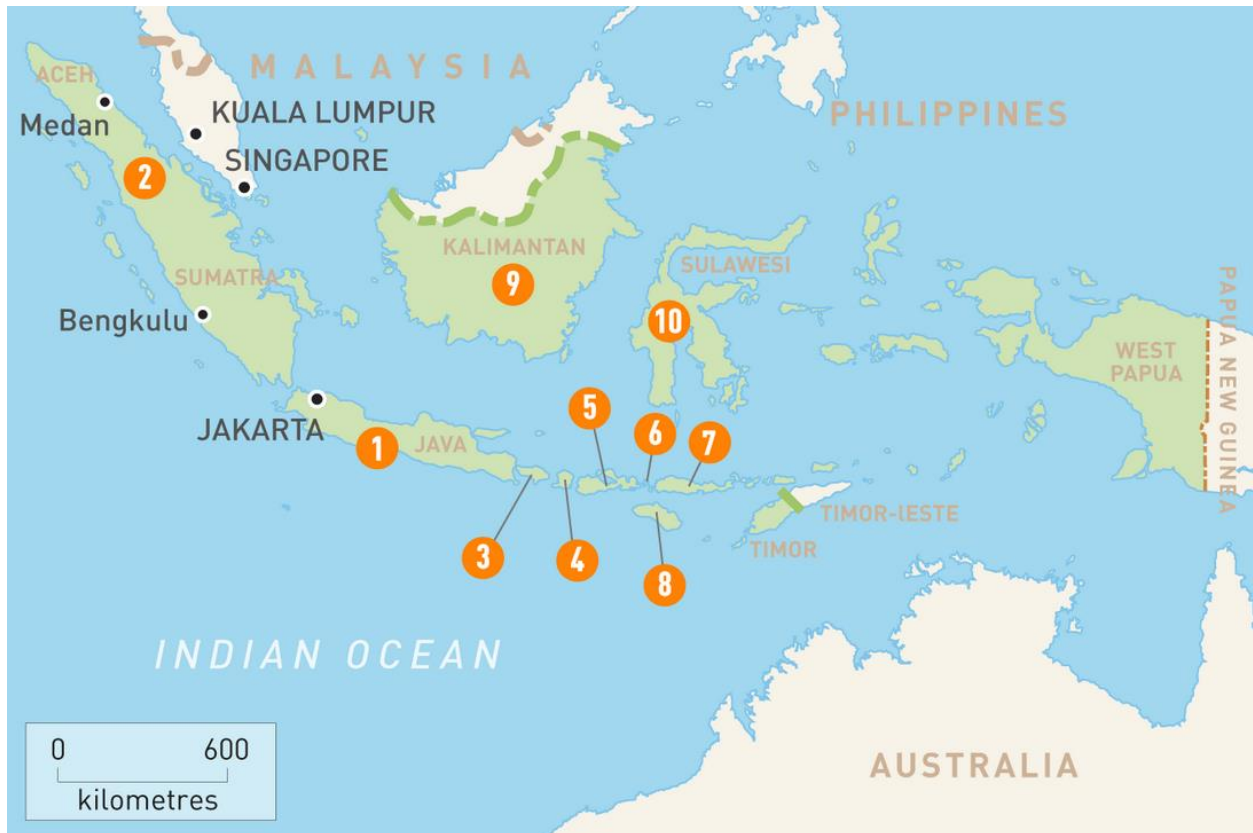 MALAYSIA
ACEH
Medan
KUALA LUMPUR
SINGAPORE
PHILIPPINES
2
KALIMANTAN
SULAWESI
SUMATRA
9
Bengkulu
10
PAPUA NEW GUINEA
WEST
PAPUA
JAKARTA
1
JAVA
5
6
7
3
4
8
TIMOR-lESTE
TIMOR
INDIAN OCEAN
AUSTRALIA
0 600
kilometres